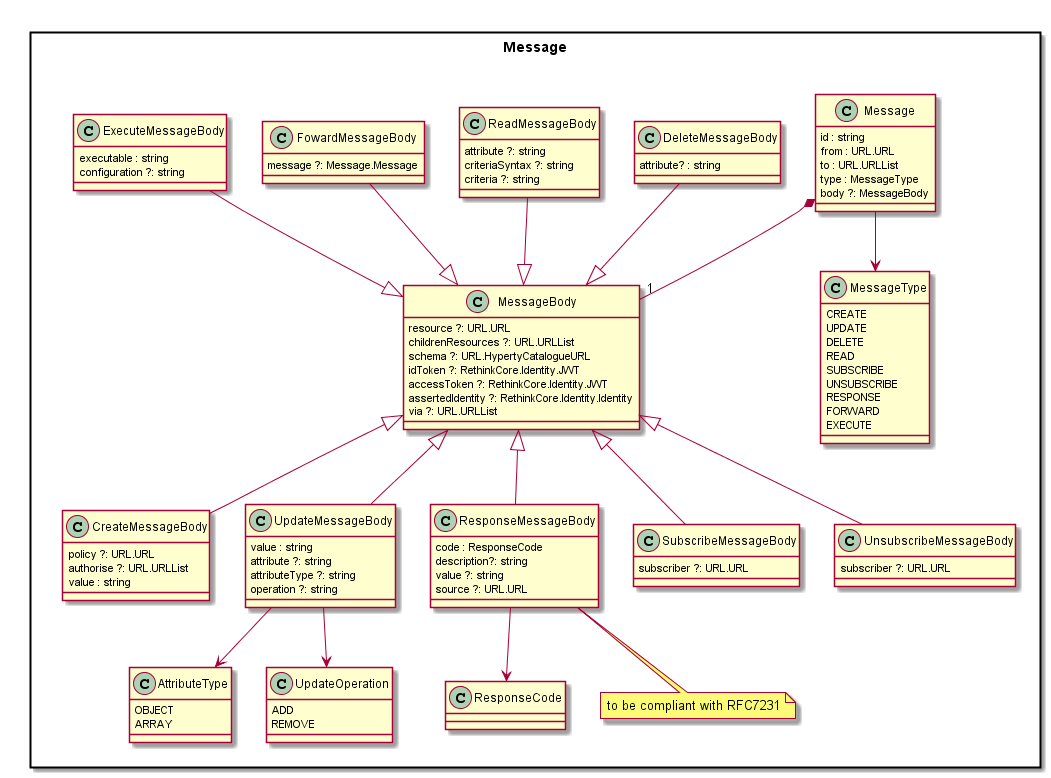 Message
C ExecuteMessageBody
executable : string
configuration ?: string
C FowardMessageBody
message ?: Message.Message
C ReadMessageBody
attribute ?: string
criteriaSyntax ?: string
criteria ?: string
C DeleteMessageBody
attribute? : string
C Message
id : string
from : URL.URL
to : URL.URLList
type : MessageType
body ?: MessageBody
C MessageBody
resource ?: URL.URL
childrenResources ?: URL.URLList
schema ?: URL.HypertyCatalogueURL
idToken ?: RethinkCore.Identity.JWT
accessToken ?: RethinkCore.Identity.JWT
assertedIdentity ?: RethinkCore.Identity.Identity
via ?: URL.URLList
1
C MessageType
CREATE
UPDATE
DELETE
READ
SUBSCRIBE
UNSUBSCRIBE
RESPONSE
FORWARD
EXECUTE
C CreateMessageBody
policy ?: URL.URL
authorise ?: URL.URLList
value : string
C UpdateMessageBody
value : string
attribute ?: string
attributeType ?: string
operation ?: string
C ResponseMessageBody
code : ResponseCode
description?: string
value ?: string
source ?: URL.URL
C SubscribeMessageBody
subscriber ?: URL.URL
C UnsubscribeMessageBody
subscriber ?: URL.URL
C AttributeType
OBJECT
ARRAY
C UpdateOperation
ADD
REMOVE
C ResponseCode
to be compliant with RFC7231